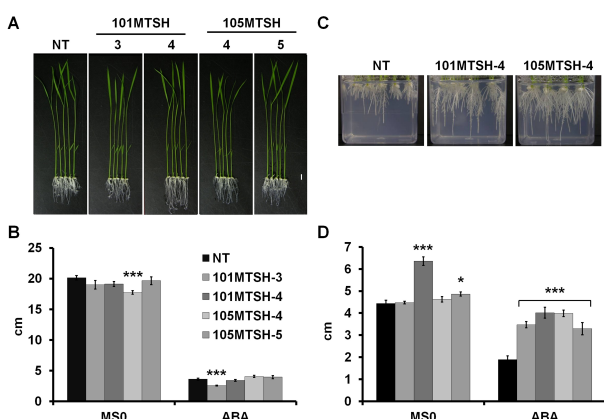 A
101MTSH 105MTSH
NT 3 4 4 5
C
NT 101MTSH-4 105MTSH-4
B
25
20
15
10
5
0
cm
***
***
MS0 ABA
NT
101MTSH-3
101MTSH-4
105MTSH-4
105MTSH-5
D
7
6
5
4
3
2
1
0
cm
***
*
***
MS0 ABA